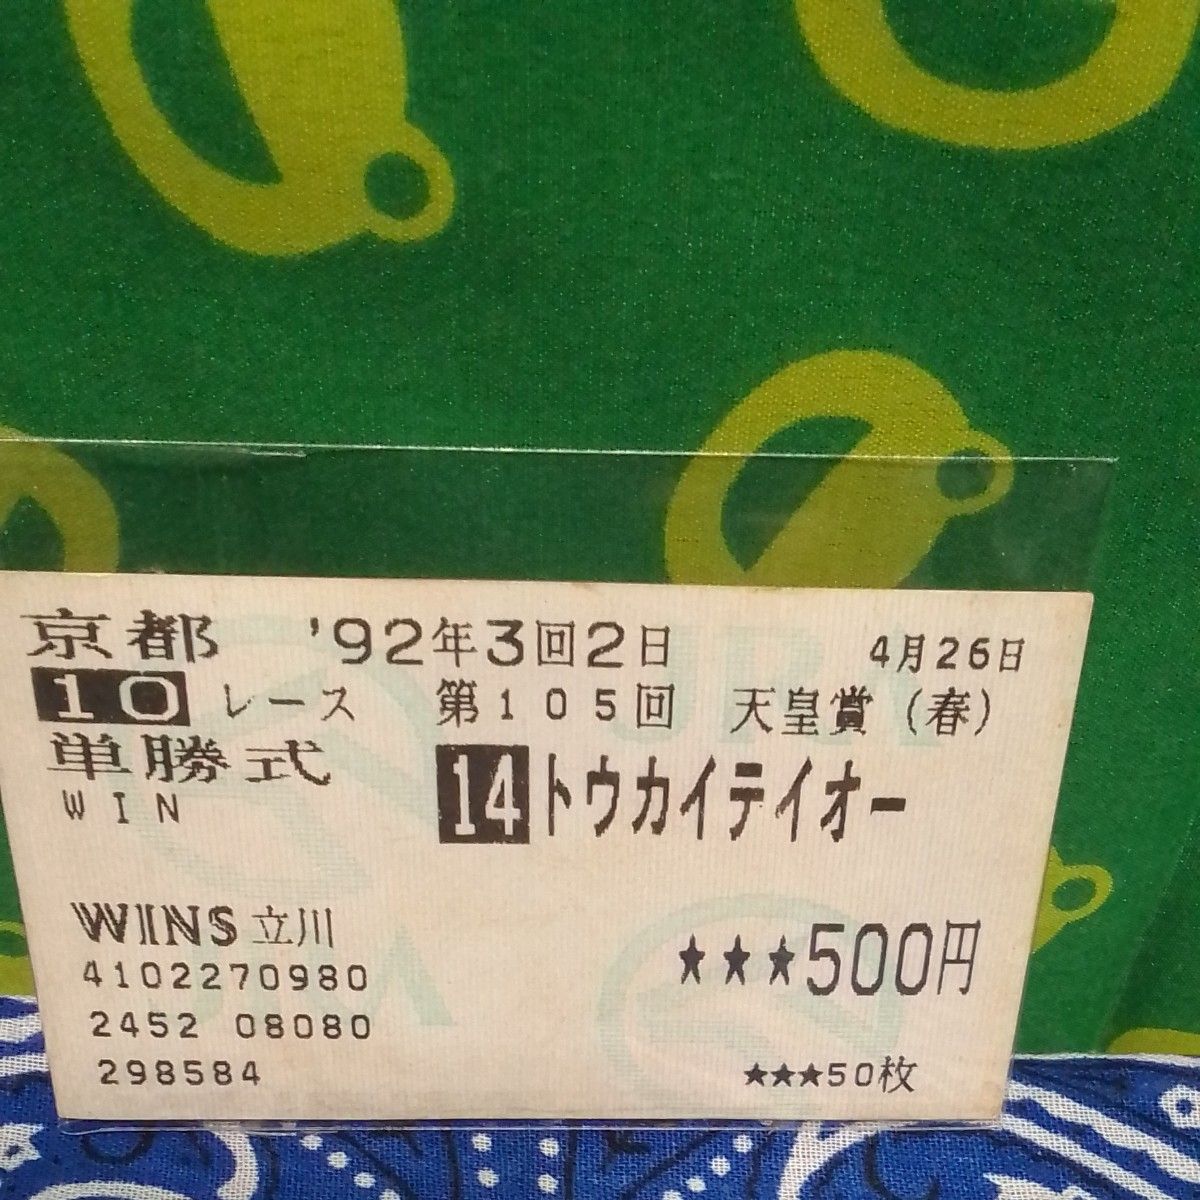 京都 '92年3回2日 4月26日
10 レース 第105回 天皇賞(春)
単勝式 14 トウカイテイオー
WIN
WINS 立川
4102270980 ★★★500円
2452 08080
298584 ★★★50枚